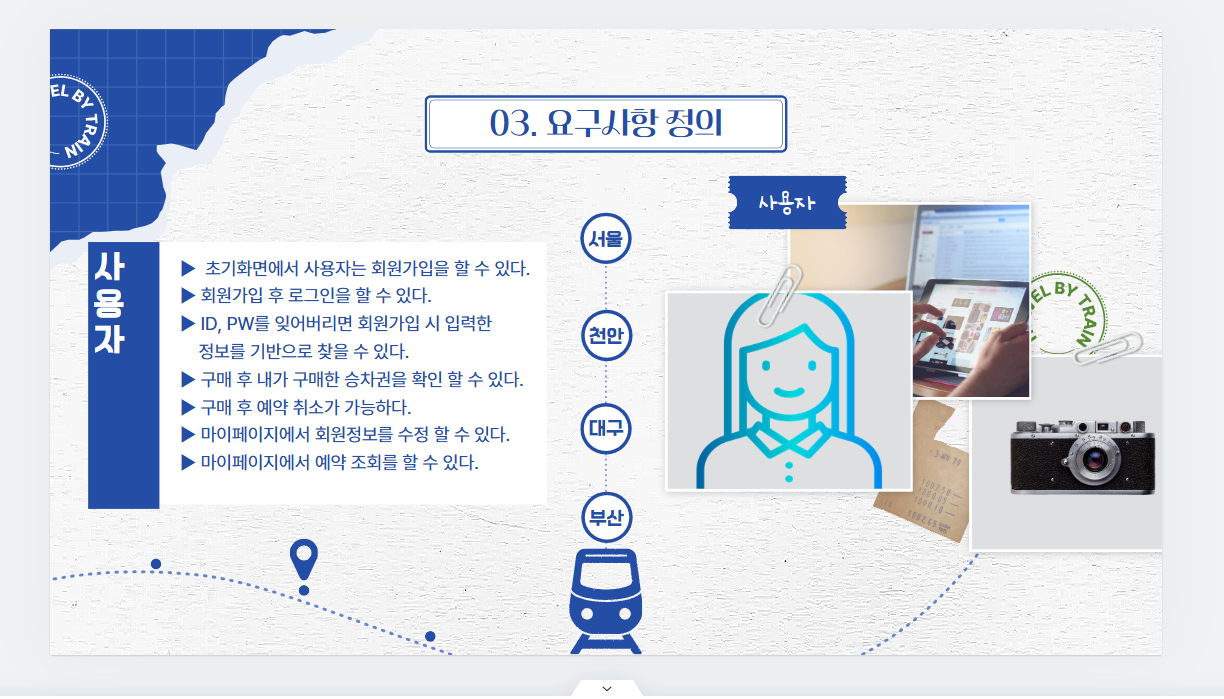 EL BY TRAIN
03. 요구사항 정의
사용자
서울
천안
대구
부산
사용자
▶ 초기화면에서 사용자는 회원가입을 할 수 있다.
▶ 회원가입 후 로그인을 할 수 있다.
▶ ID, PW를 잊어버리면 회원가입 시 입력한
정보를 기반으로 찾을 수 있다.
▶ 구매 후 내가 구매한 승차권을 확인 할 수 있다.
▶ 구매 후 예약 취소가 가능하다.
▶ 마이페이지에서 회원정보를 수정 할 수 있다.
▶ 마이페이지에서 예약 조회를 할 수 있다.
EL BY TRAIN